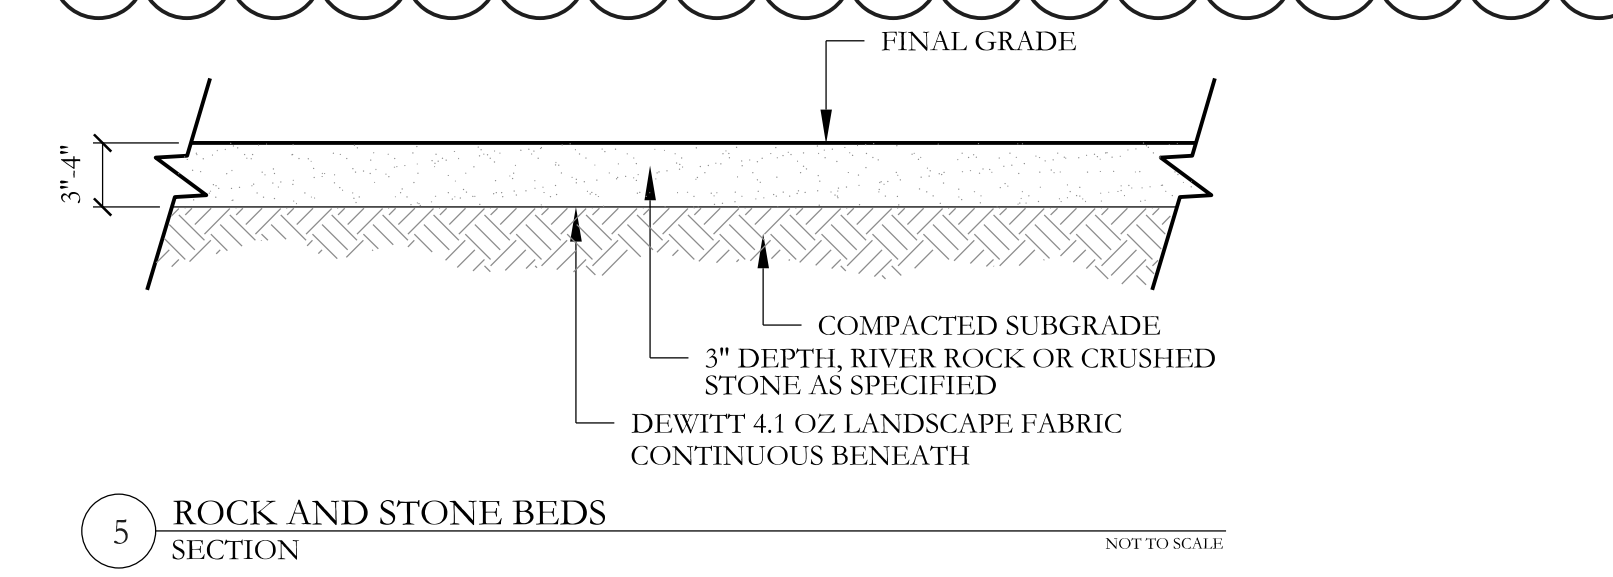 FINAL GRADE
3"-4"
COMPACTED SUBGRADE
3" DEPTH, RIVER ROCK OR CRUSHED
STONE AS SPECIFIED
DEWITT 4.1 OZ LANDSCAPE FABRIC
CONTINUOUS BENEATH
5
ROCK AND STONE BEDS
SECTION
NOT TO SCALE